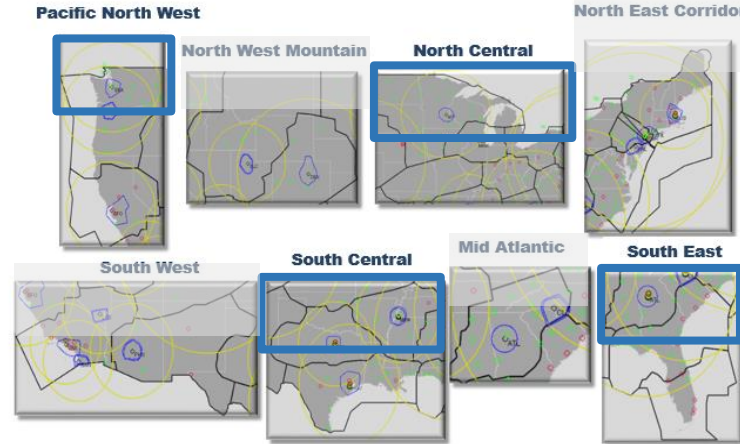 Pacific North West
North West Mountain
North Central
North East Corridor
South West
South Central
Mid Atlantic
South East